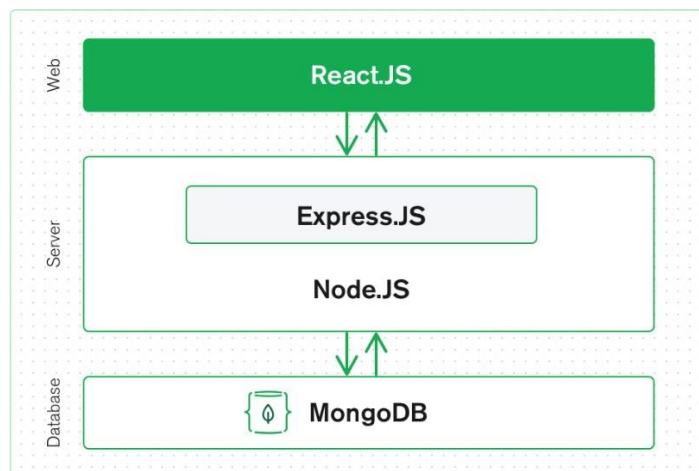 Web
React.JS
Server
Express.JS
Node.JS
Database
MongoDB